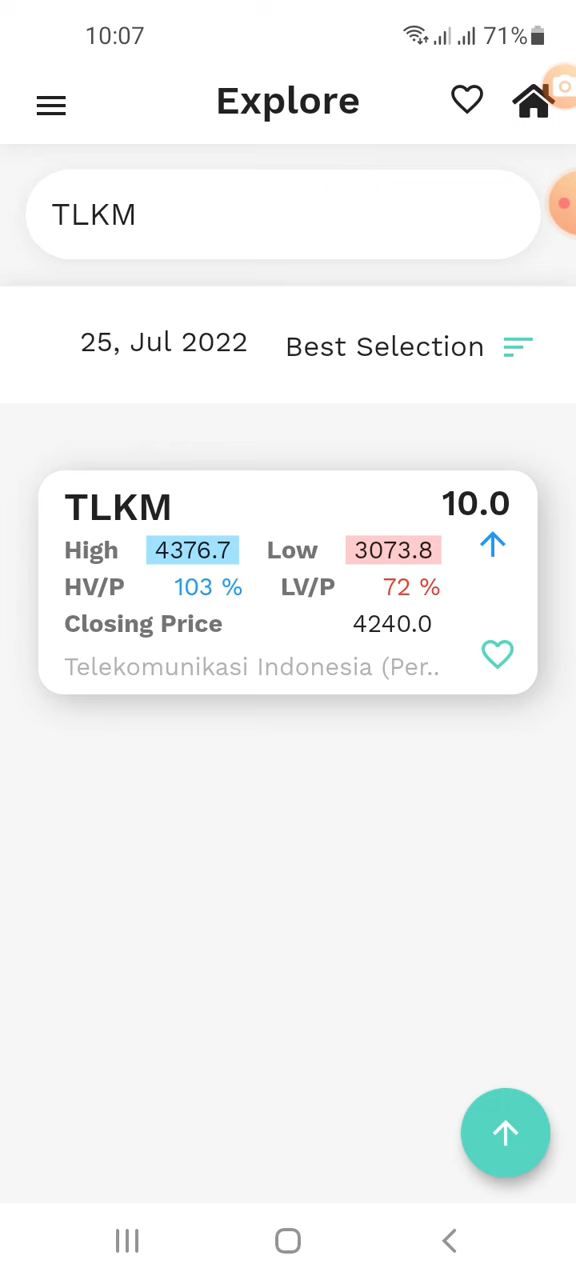 10:07 71%
Explore
TLKM
25, Jul 2022 Best Selection
TLKM 10.0
High 4376.7 Low 3073.8
HV/P 103 % LV/P 72 %
Closing Price 4240.0
Telekomunikasi Indonesia (Per..